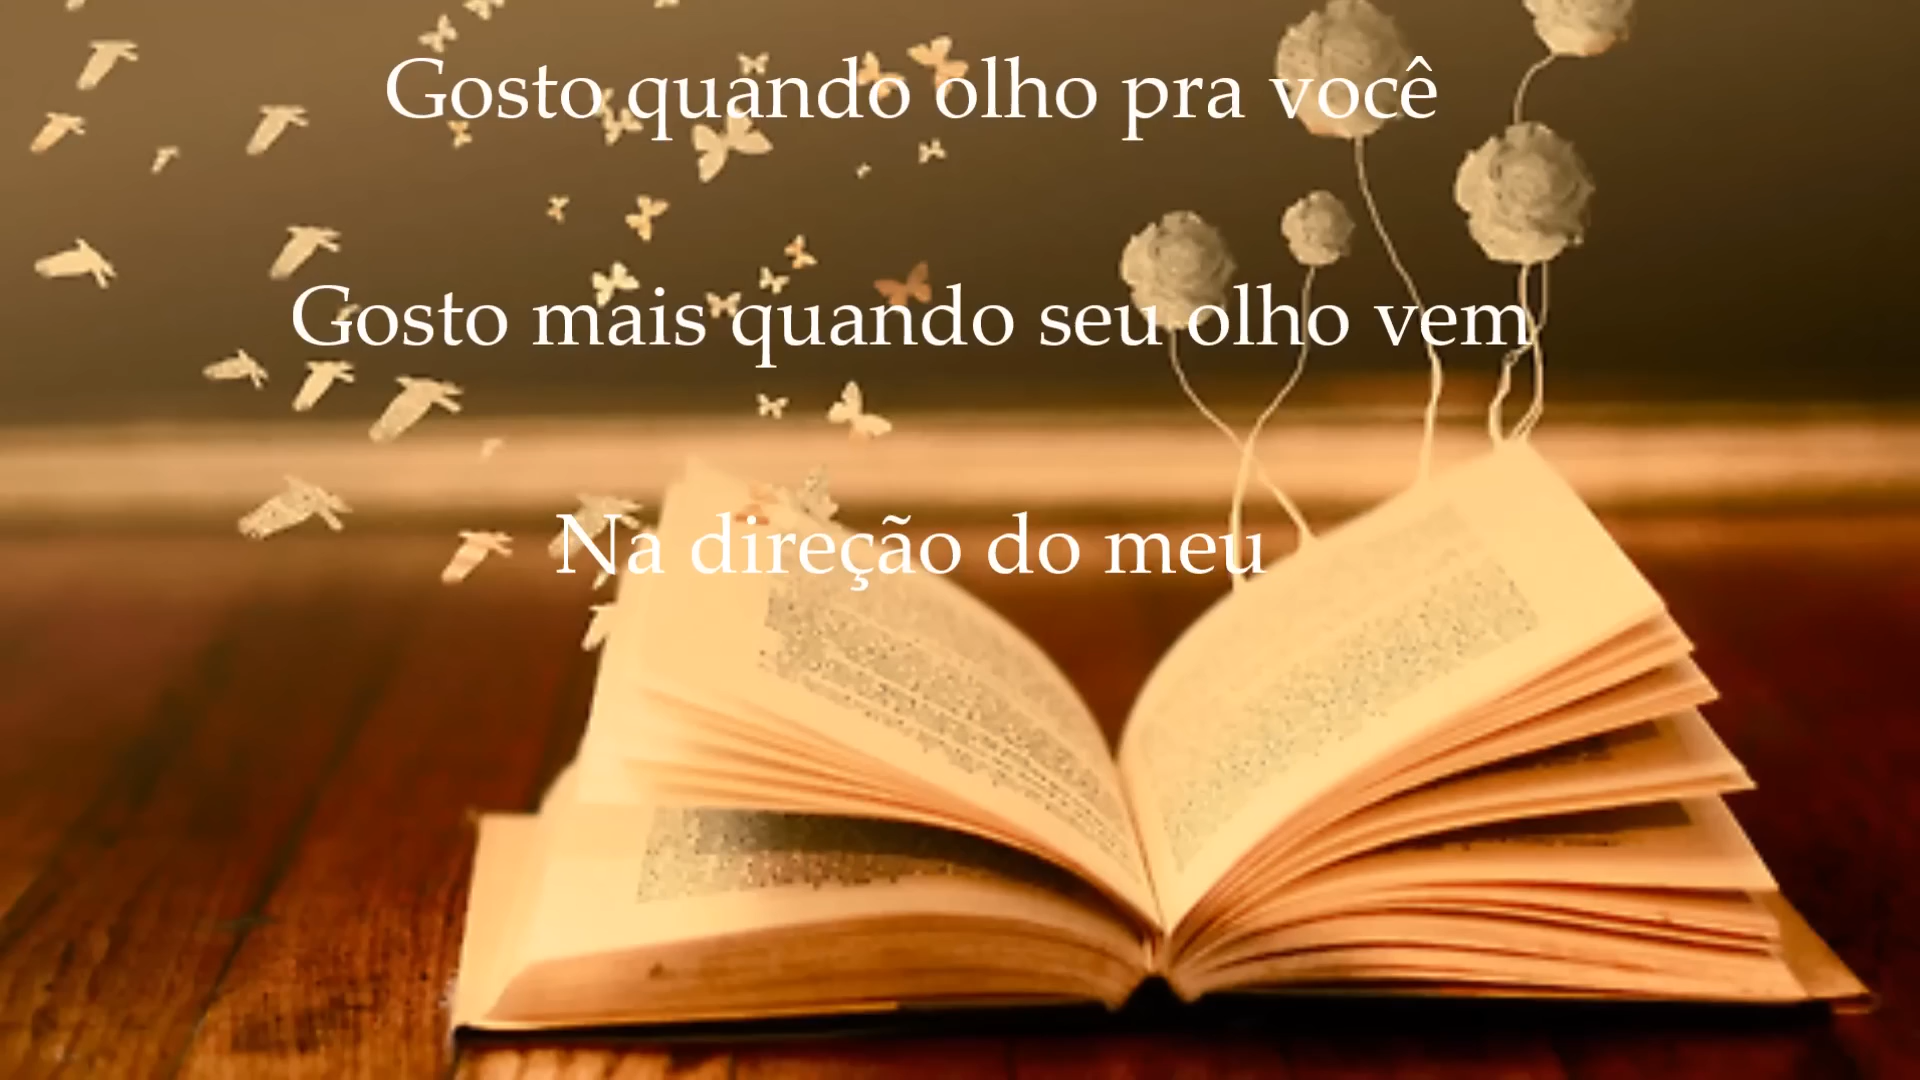 Gosto quando olho pra você
Gosto mais quando seu olho vem
Na direção do meu